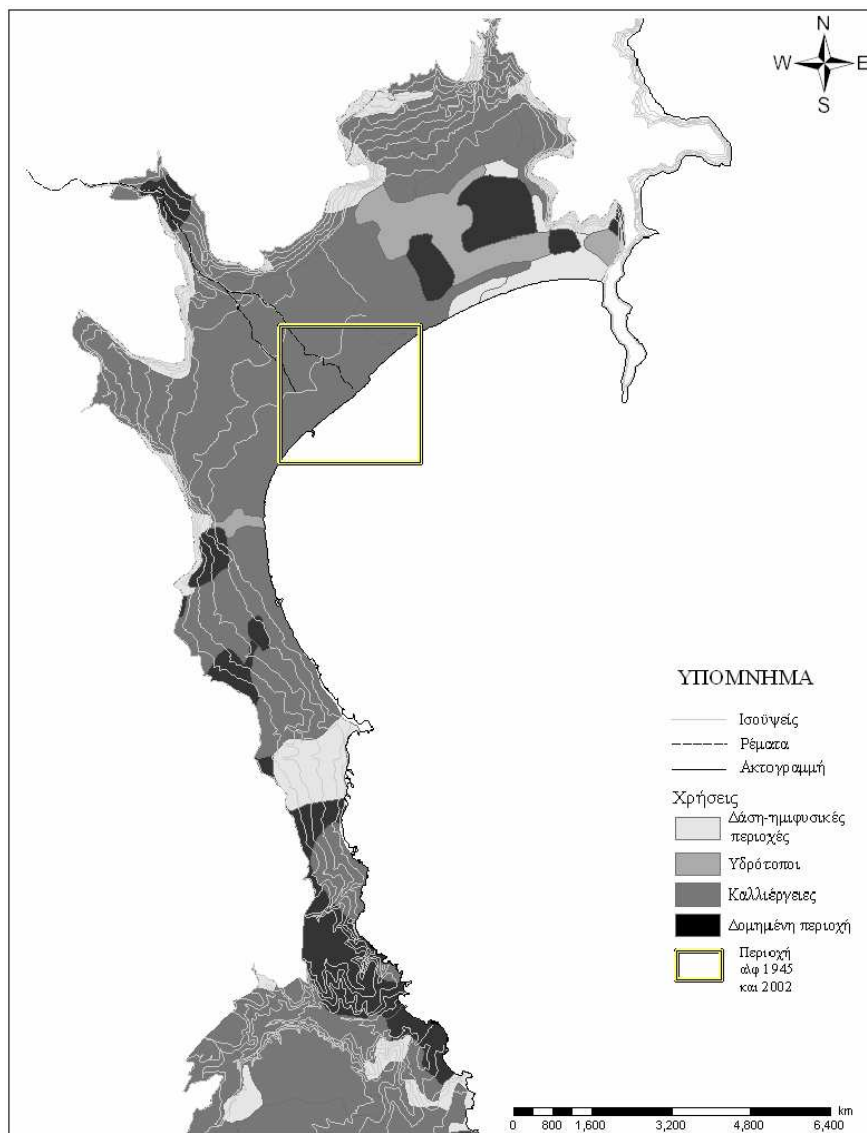 N
W E
S
ΥΠΟΜΝΗΜΑ
Ισοϋψείς
Ρέματα
Ακτογραμμή
Χρήσεις
Δάση-ημιφυσικές
περιοχές
Υδρότοποι
Καλλιέργειες
Δομημένη περιοχή
Περιοχή
αλφ 1945
και 2002
km
0 800 1,600 3,200 4,800 6,400